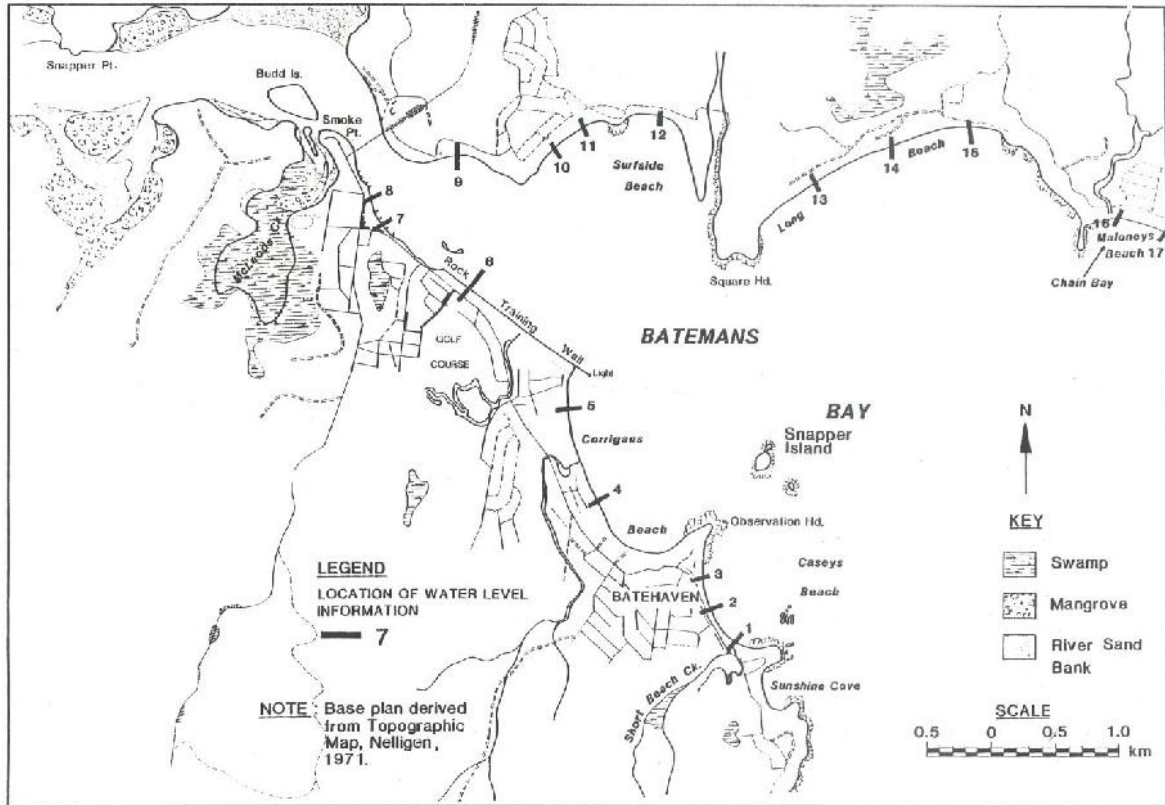 Snapper Pt.
Budd Is.
Smoke
Pt.
McLeods Ck.
8
7
9
10
11
12
Surfside
Beach
13
14
15
Long
Beach
16
Maloneys
Beach 17
Chain Bay
Square Hd.
Rock
6
Training
Wall
Light
GOLF
COURSE
BATEMANS
BAY
5
Corrigans
Snapper
Island
4
Beach
Observation Hd.
3
Caseys
Beach
BATEHAVEN
2
1
Short Beach Ck.
Sunshine Cove
LEGEND
LOCATION OF WATER LEVEL
INFORMATION
7
NOTE : Base plan derived
from Topographic
Map, Nelligen,
1971.
N
KEY
Swamp
Mangrove
River Sand
Bank
SCALE
0.5 0 0.5 1.0
km